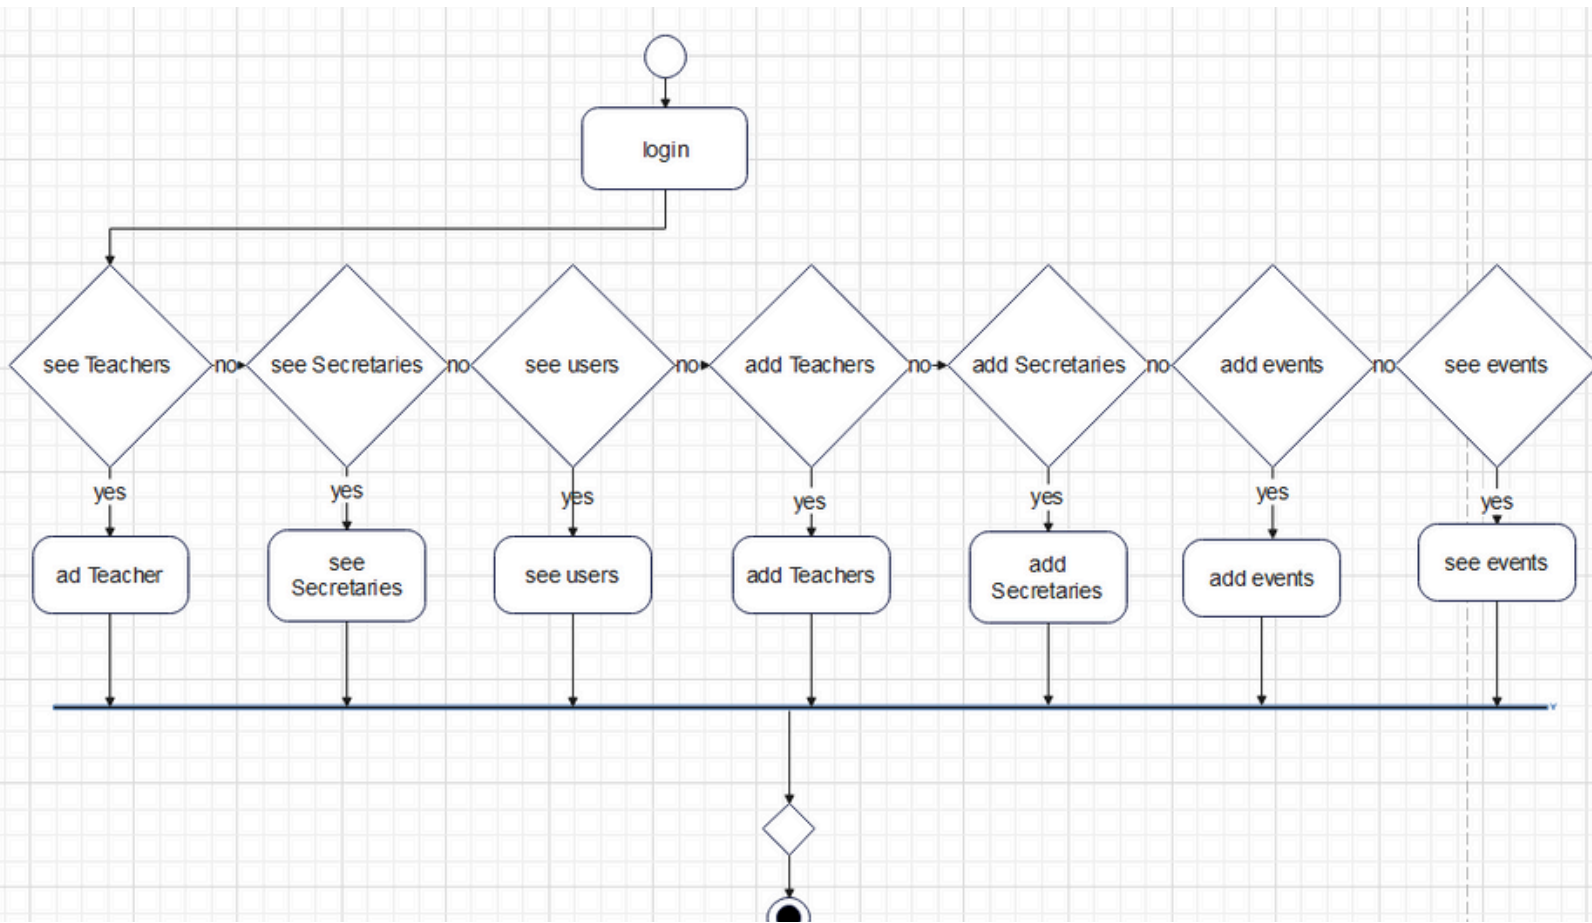 login
see Teachers
no
see Secretaries
no
see users
no
add Teachers
no
add Secretaries
no
add events
no
see events
yes
yes
yes
yes
yes
yes
yes
ad Teacher
see
Secretaries
see users
add Teachers
add
Secretaries
add events
see events